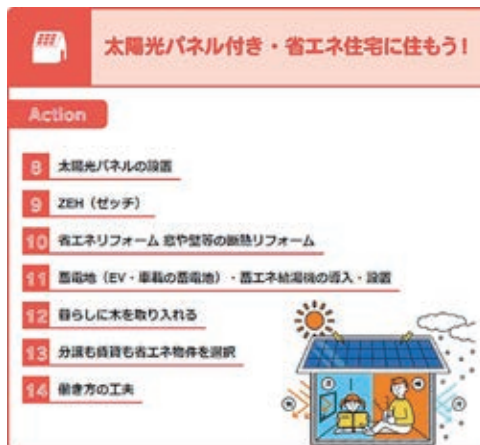 太陽光パネル付き・省エネ住宅に住もう!
Action
8 太陽光パネルの設置
9 ZEH(ゼッチ)
10 省エネリフォーム 窓や壁等の断熱リフォーム
11 蓄電地(EV・車載の蓄電池)・蓄エネ給湯機の導入・設置
12 暮らしに木を取り入れる
13 分譲も賃貸も省エネ物件を選択
14 働き方の工夫